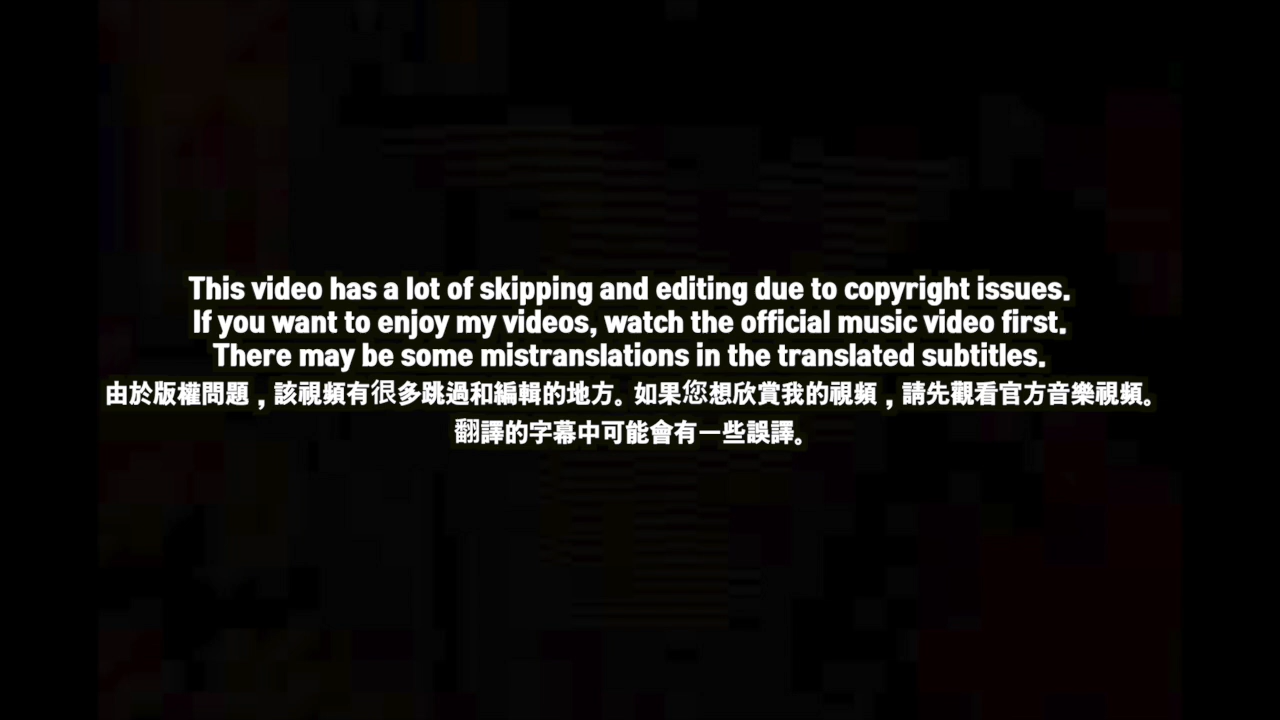 This video has a lot of skipping and editing due to copyright issues.
If you want to enjoy my videos, watch the official music video first.
There may be some mistranslations in the translated subtitles.
由於版權問題，該視頻有很多跳過和編輯的地方。如果您想欣賞我的視頻，請先觀看官方音樂視頻。
翻譯的字幕中可能會有一些誤譯。